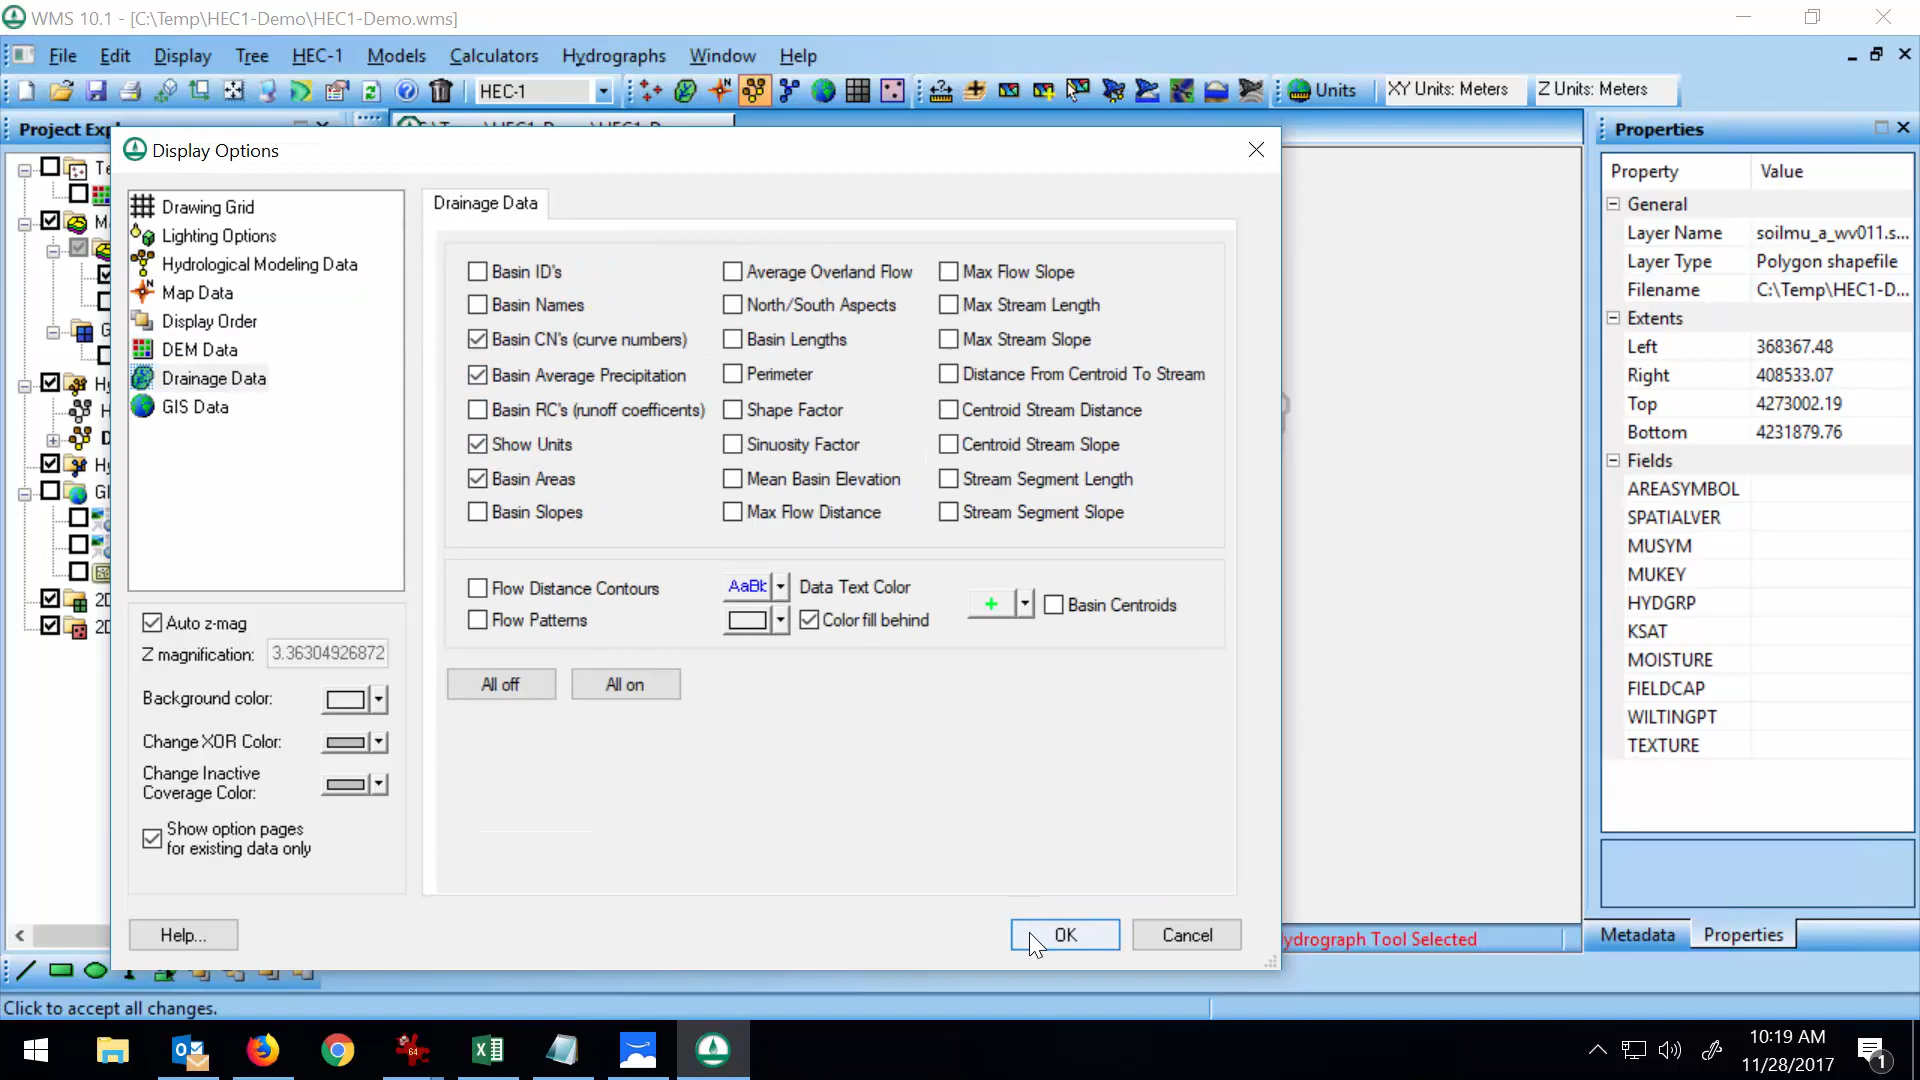 WMS 10.1 - [C:\Temp\HEC1-Demo\HEC1-Demo.wms]
File Edit Display Tree HEC-1 Models Calculators Hydrographs Window Help
HEC-1
Units
XY Units: Meters
Z Units: Meters
Project Exp
Properties
Display Options
Drawing Grid
Lighting Options
Hydrological Modeling Data
Map Data
Display Order
DEM Data
Drainage Data
GIS Data
Auto z-mag
Z magnification: 3.36304926872
Background color:
Change XOR Color:
Change Inactive
Coverage Color:
Show option pages
for existing data only
Help...
Drainage Data
Basin ID's
Basin Names
Basin CN's (curve numbers)
Basin Average Precipitation
Basin RC's (runoff coefficents)
Show Units
Basin Areas
Basin Slopes
Average Overland Flow
North/South Aspects
Basin Lengths
Perimeter
Shape Factor
Sinuosity Factor
Mean Basin Elevation
Max Flow Distance
Max Flow Slope
Max Stream Length
Max Stream Slope
Distance From Centroid To Stream
Centroid Stream Distance
Centroid Stream Slope
Stream Segment Length
Stream Segment Slope
Flow Distance Contours
Flow Patterns
AaBb Data Text Color
Color fill behind
Basin Centroids
All off
All on
OK
Cancel
Property Value
General
Layer Name soilmu_a_wv011.s...
Layer Type Polygon shapefile
Filename C:\Temp\HEC1-D...
Extents
Left 368367.48
Right 408533.07
Top 4273002.19
Bottom 4231879.76
Fields
AREASYMBOL
SPATIALVER
MUSYM
MUKEY
HYDGRP
KSAT
MOISTURE
FIELDCAP
WILTINGPT
TEXTURE
Metadata
Properties
ydrograph Tool Selected
Click to accept all changes.
64
10:19 AM
11/28/2017
1